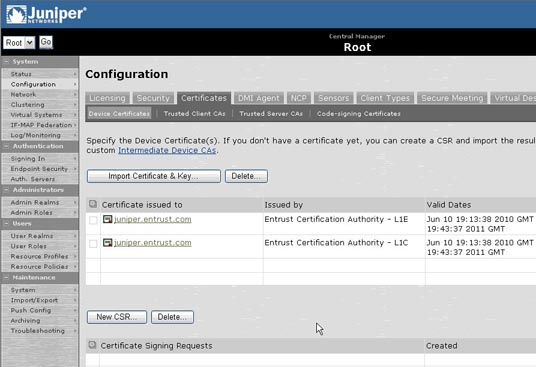 Juniper®
NETWORKS
Central Manager
Root
Root Go
System
Status
Configuration
Network
Clustering
Virtual Systems
IF-MAP Federation
Log/Monitoring
Authentication
Signing In
Endpoint Security
Auth. Servers
Administrators
Admin Realms
Admin Roles
Users
User Realms
User Roles
Resource Profiles
Resource Policies
Maintenance
System
Import/Export
Push Config
Archiving
Troubleshooting
Configuration
Licensing Security Certificates DMI Agent NCP Sensors Client Types Secure Meeting Virtual Des
Device Certificates | Trusted Client CAs | Trusted Server CAs | Code-signing Certificates
Specify the Device Certificate(s). If you don't have a certificate yet, you can create a CSR and import the resul
custom Intermediate Device CAs.
Import Certificate & Key... Delete...
Certificate issued to Issued by Valid Dates
juniper.entrust.com Entrust Certification Authority - L1E Jun 10 19:13:38 2010 GMT
19:43:37 2011 GMT
juniper.entrust.com Entrust Certification Authority - L1C Jun 10 19:13:38 2010 GMT
19:43:37 2011 GMT
New CSR... Delete...
Certificate Signing Requests Created